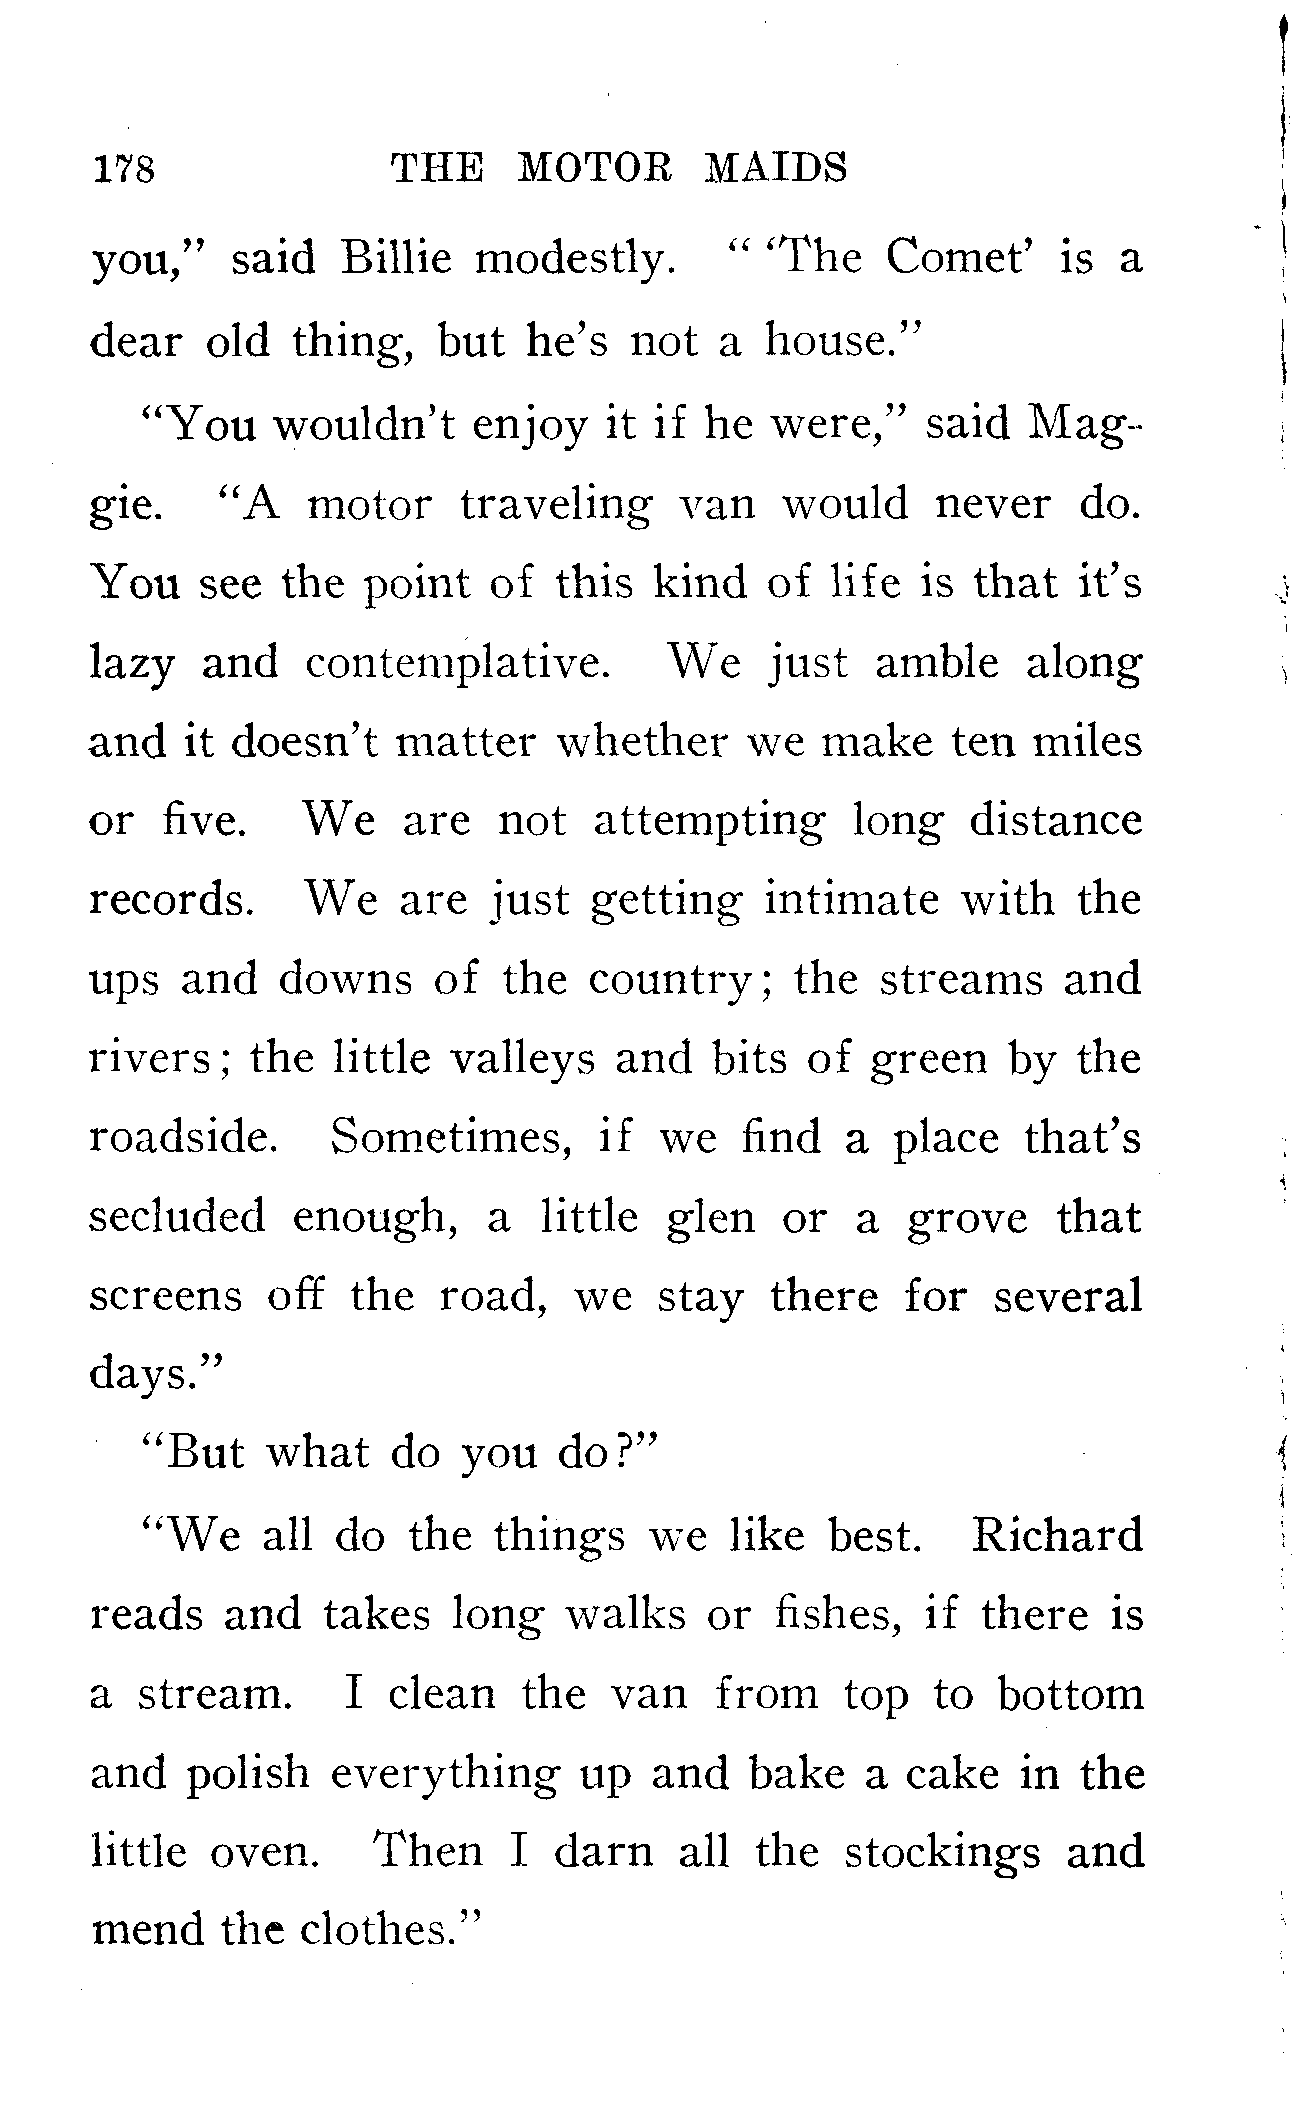 178 THE MOTOR MAIDS
you,” said Billie modestly. “ ‘The Comet’ is a
dear old thing, but he’s not a house.”
“You wouldn’t enjoy it if he were,” said Mag-
gie. “A motor traveling van would never do.
You see the point of this kind of life is that it’s
lazy and contemplative. We just amble along
and it doesn’t matter whether we make ten miles
or five. We are not attempting long distance
records. We are just getting intimate with the
ups and downs of the country; the streams and
rivers; the little valleys and bits of green by the
roadside. Sometimes, if we find a place that’s
secluded enough, a little glen or a grove that
screens off the road, we stay there for several
days.”
“But what do you do?”
“We all do the things we like best. Richard
reads and takes long walks or fishes, if there is
a stream. I clean the van from top to bottom
and polish everything up and bake a cake in the
little oven. Then I darn all the stockings and
mend the clothes.”